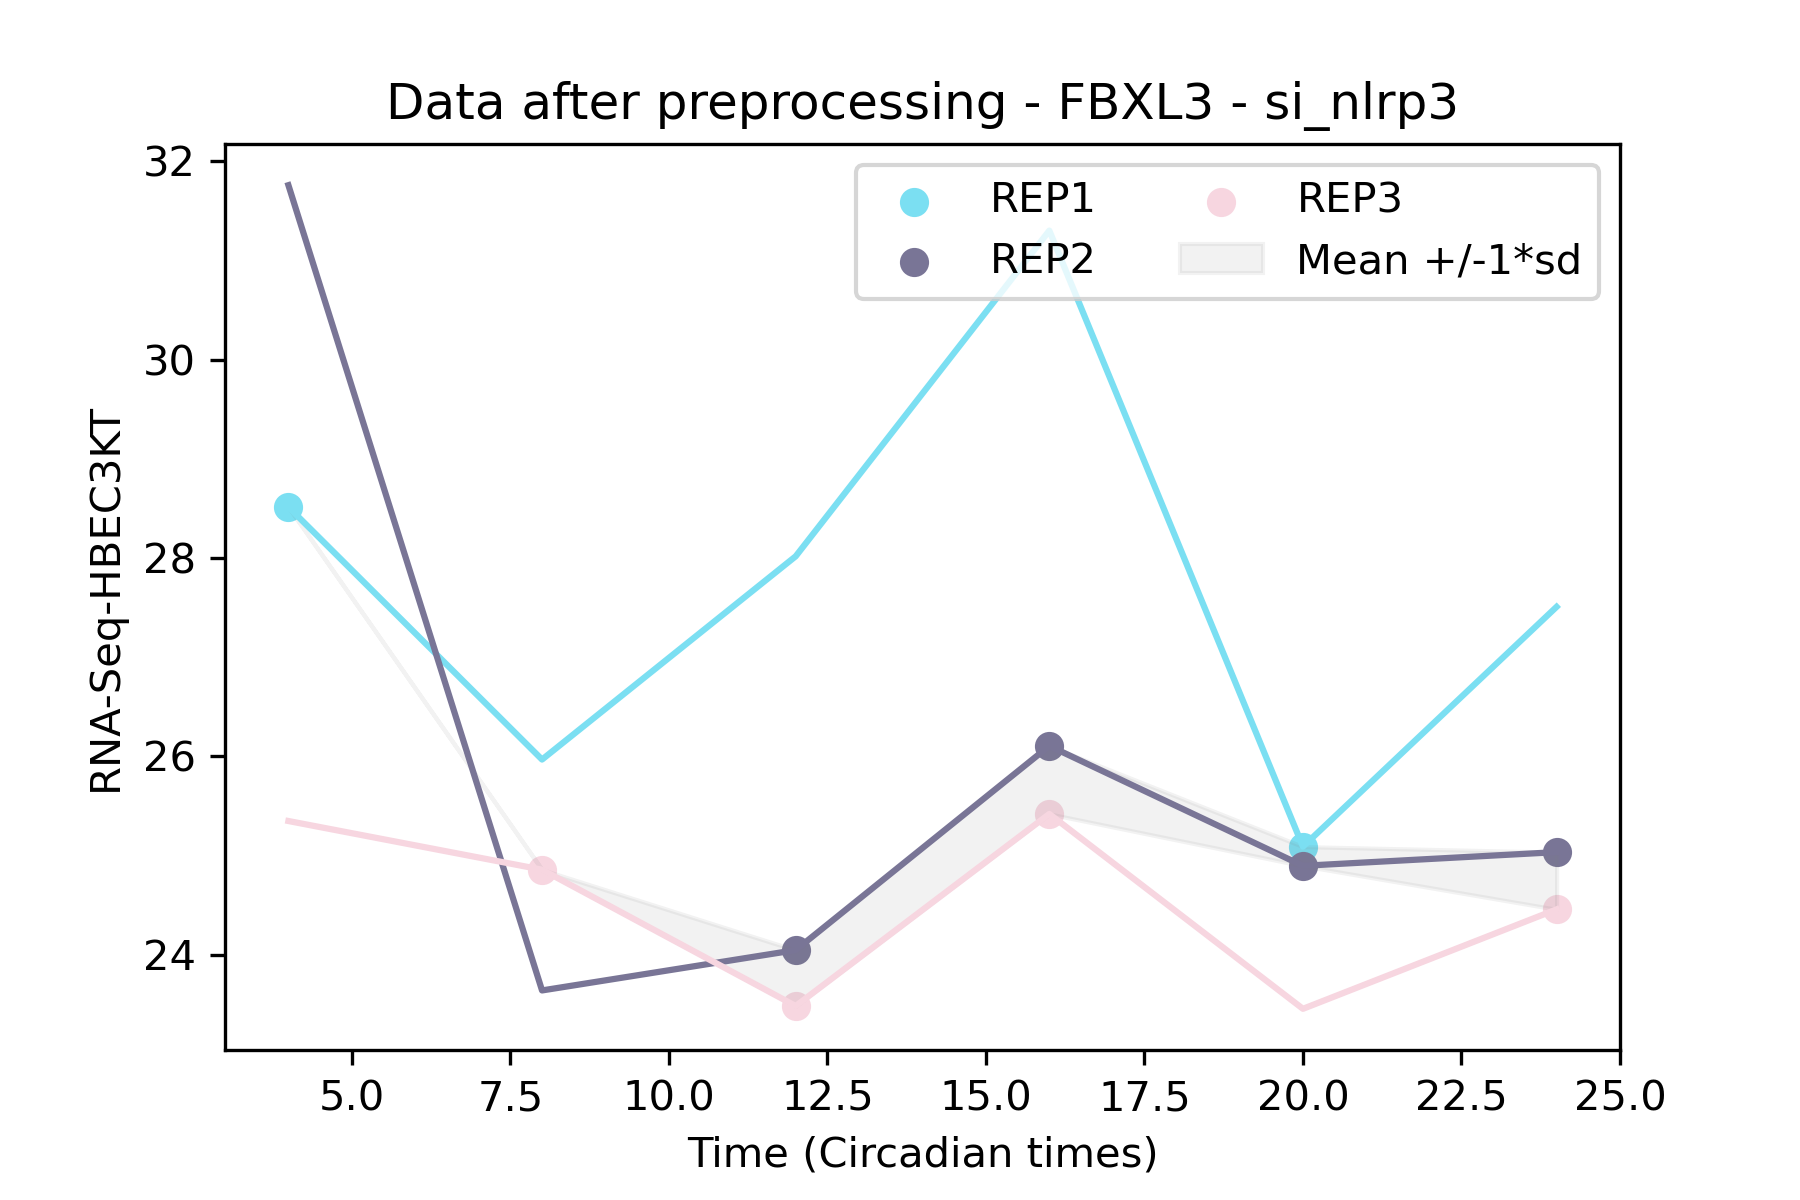 Data after preprocessing - FBXL3 - si_nlrp3
32
30
28
26
24
RNA-Seq-HBEC3KT
REP1
REP2
REP3
Mean +/-1*sd
5.0 7.5 10.0 12.5 15.0 17.5 20.0 22.5 25.0
Time (Circadian times)